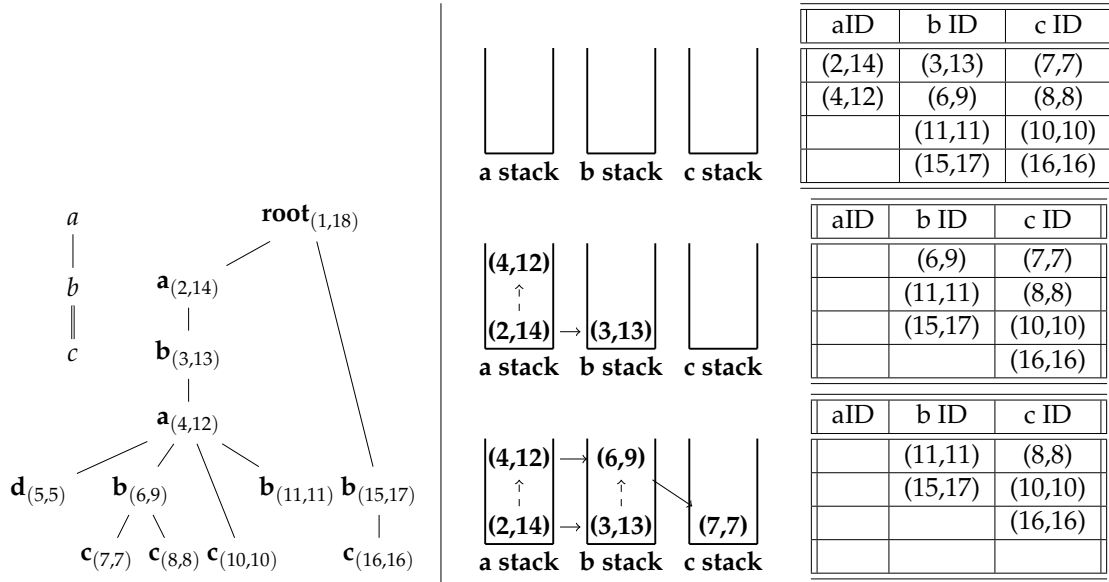 a
b
c
root(1,18)
a(2,14)
b(3,13)
a(4,12)
d(5,5) b(6,9) b(11,11) b(15,17)
c(7,7) c(8,8) c(10,10) c(16,16)
a stack b stack c stack
aID b ID c ID
(2,14) (3,13) (7,7)
(4,12) (6,9) (8,8)
(11,11) (10,10)
(15,17) (16,16)
(4,12)
(2,14) (3,13)
a stack b stack c stack
aID b ID c ID
(6,9) (7,7)
(11,11) (8,8)
(15,17) (10,10)
(16,16)
(4,12) (6,9)
(2,14) (3,13) (7,7)
a stack b stack c stack
aID b ID c ID
(11,11) (8,8)
(15,17) (10,10)
(16,16)